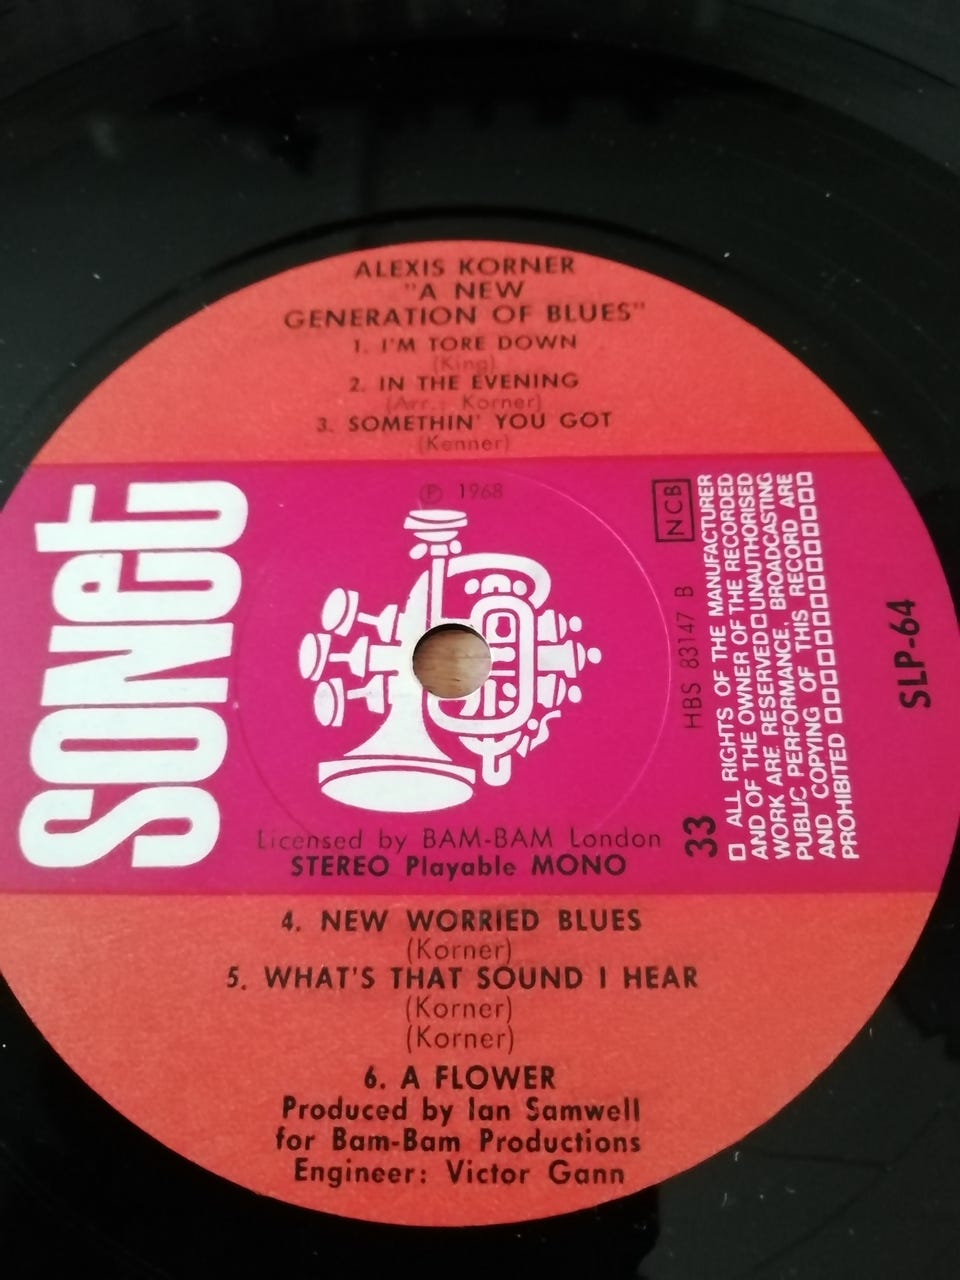 ALEXIS KORNER
"A NEW
GENERATION OF BLUES"
1. I'M TORE DOWN
(King)
2. IN THE EVENING
(Arr.: Korner)
3. SOMETHIN' YOU GOT
(Kenner)
SONET
℗ 1968
NCB
HBS 83147 B
33
□ ALL RIGHTS OF THE MANUFACTURER
AND OF THE OWNER OF THE RECORDED
WORK ARE RESERVED □ UNAUTHORISED
PUBLIC PERFORMANCE, BROADCASTING
AND COPYING OF THIS RECORD ARE
PROHIBITED □□□□□□□□□□□□□□□
SLP-64
Licensed by BAM-BAM London
STEREO Playable MONO
4. NEW WORRIED BLUES
(Korner)
5. WHAT'S THAT SOUND I HEAR
(Korner)
(Korner)
6. A FLOWER
Produced by Ian Samwell
for Bam-Bam Productions
Engineer: Victor Gann